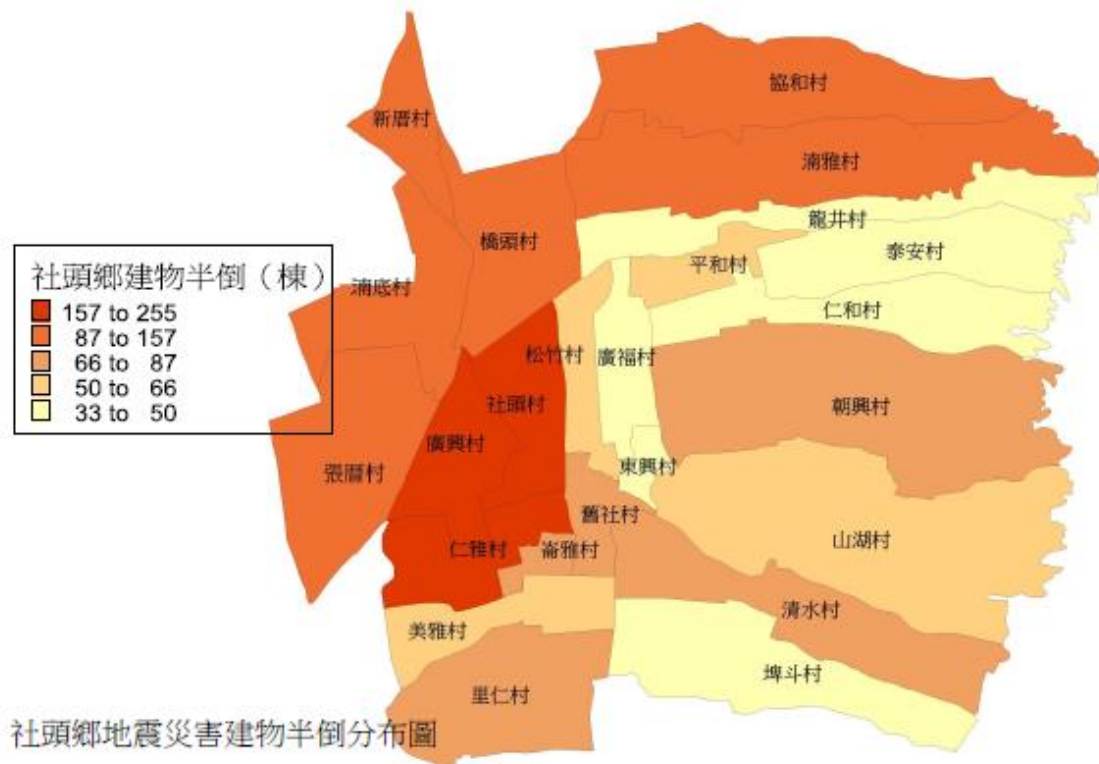 協和村
新厝村
湳雅村
龍井村
橋頭村
泰安村
平和村
社頭鄉建物半倒（棟）
湳底村
157 to 255
87 to 157
66 to 87
50 to 66
33 to 50
仁和村
松竹村
廣福村
社頭村
朝興村
廣興村
張厝村
東興村
舊社村
山湖村
仁雅村
崙雅村
清水村
美雅村
埤斗村
里仁村
社頭鄉地震災害建物半倒分布圖